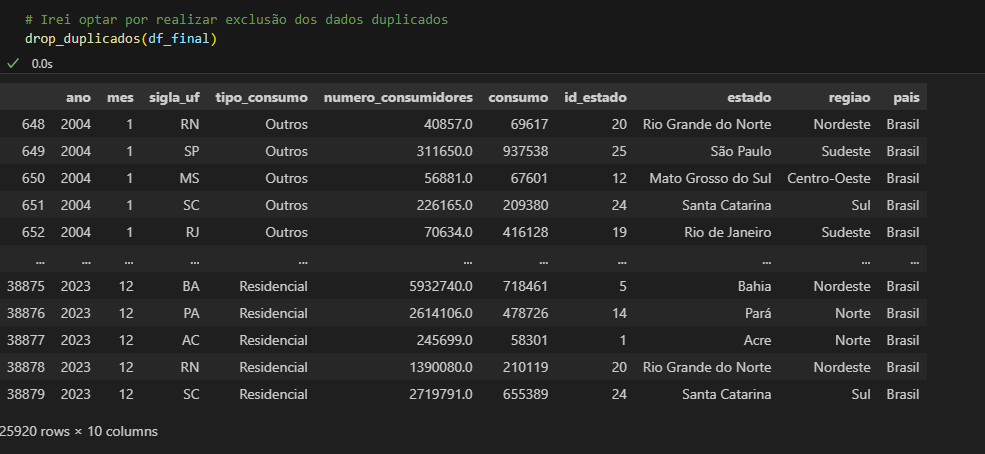 # Irei optar por realizar exclusão dos dados duplicados
drop_duplicados(df_final)
0.0s
ano mes sigla_uf tipo_consumo numero_consumidores consumo id_estado estado regiao pais
648 2004 1 RN Outros 40857.0 69617 20 Rio Grande do Norte Nordeste Brasil
649 2004 1 SP Outros 311650.0 937538 25 São Paulo Sudeste Brasil
650 2004 1 MS Outros 56881.0 67601 12 Mato Grosso do Sul Centro-Oeste Brasil
651 2004 1 SC Outros 226165.0 209380 24 Santa Catarina Sul Brasil
652 2004 1 RJ Outros 70634.0 416128 19 Rio de Janeiro Sudeste Brasil
... ... ... ... ... ... ... ... ... ... ...
38875 2023 12 BA Residencial 5932740.0 718461 5 Bahia Nordeste Brasil
38876 2023 12 PA Residencial 2614106.0 478726 14 Pará Norte Brasil
38877 2023 12 AC Residencial 245699.0 58301 1 Acre Norte Brasil
38878 2023 12 RN Residencial 1390080.0 210119 20 Rio Grande do Norte Nordeste Brasil
38879 2023 12 SC Residencial 2719791.0 655389 24 Santa Catarina Sul Brasil
25920 rows × 10 columns